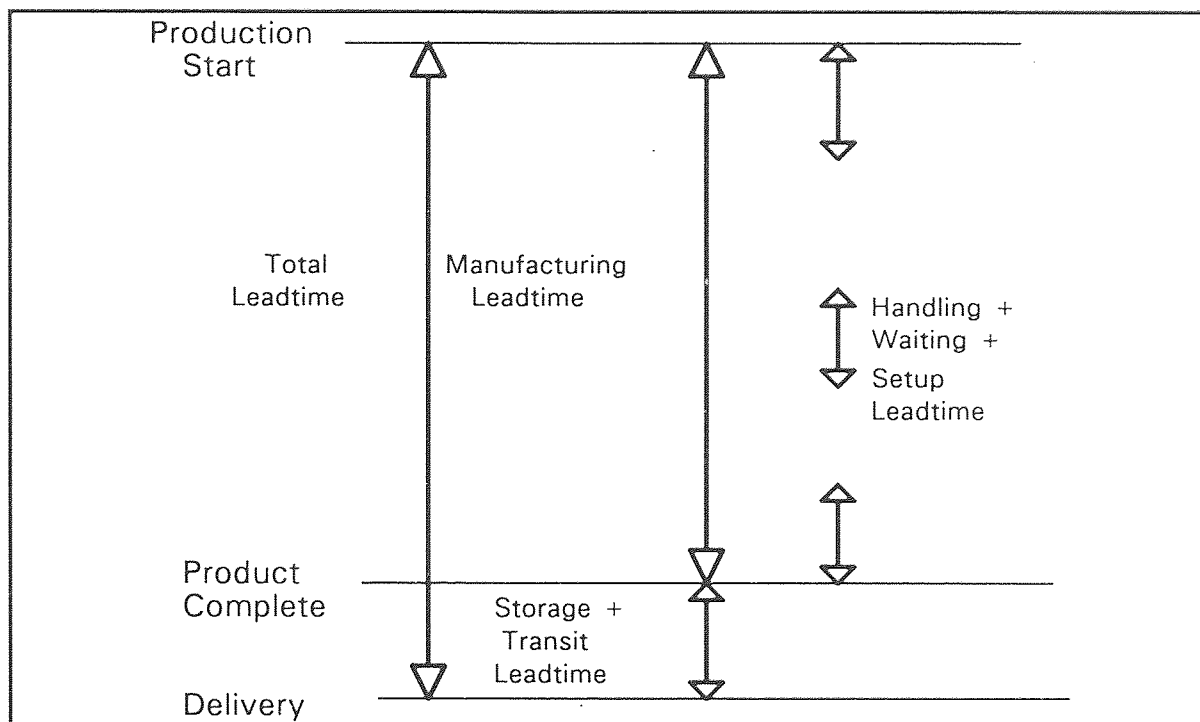 Production
Start
Total
Leadtime
Manufacturing
Leadtime
Handling +
Waiting +
Setup
Leadtime
Product
Complete
Storage +
Transit
Leadtime
Delivery